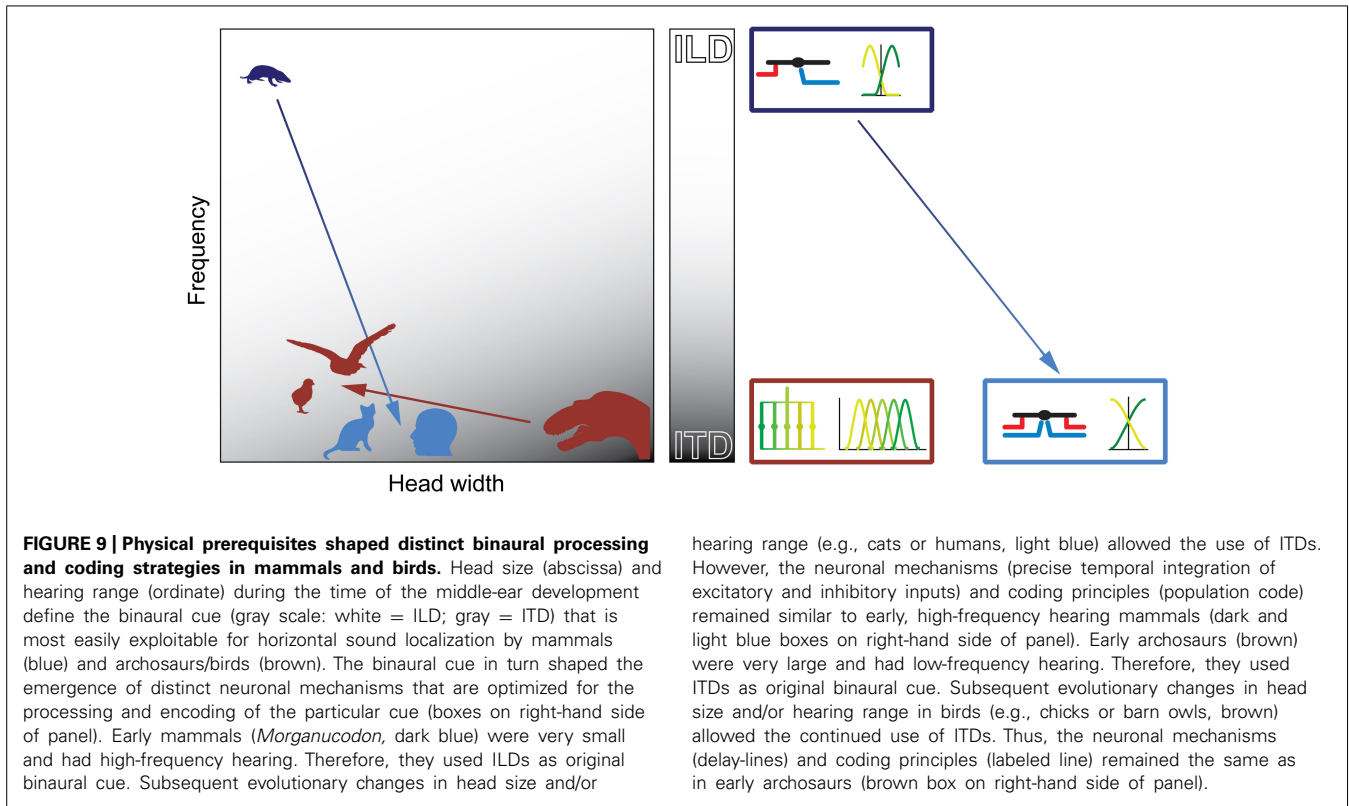 ILD
Frequency
ITD
Head width
FIGURE 9 | Physical prerequisites shaped distinct binaural processing
and coding strategies in mammals and birds. Head size (abscissa) and
hearing range (ordinate) during the time of the middle-ear development
define the binaural cue (gray scale: white = ILD; gray = ITD) that is
most easily exploitable for horizontal sound localization by mammals
(blue) and archosaurs/birds (brown). The binaural cue in turn shaped the
emergence of distinct neuronal mechanisms that are optimized for the
processing and encoding of the particular cue (boxes on right-hand side
of panel). Early mammals (Morganucodon, dark blue) were very small
and had high-frequency hearing. Therefore, they used ILDs as original
binaural cue. Subsequent evolutionary changes in head size and/or
hearing range (e.g., cats or humans, light blue) allowed the use of ITDs.
However, the neuronal mechanisms (precise temporal integration of
excitatory and inhibitory inputs) and coding principles (population code)
remained similar to early, high-frequency hearing mammals (dark and
light blue boxes on right-hand side of panel). Early archosaurs (brown)
were very large and had low-frequency hearing. Therefore, they used
ITDs as original binaural cue. Subsequent evolutionary changes in head
size and/or hearing range in birds (e.g., chicks or barn owls, brown)
allowed the continued use of ITDs. Thus, the neuronal mechanisms
(delay-lines) and coding principles (labeled line) remained the same as
in early archosaurs (brown box on right-hand side of panel).